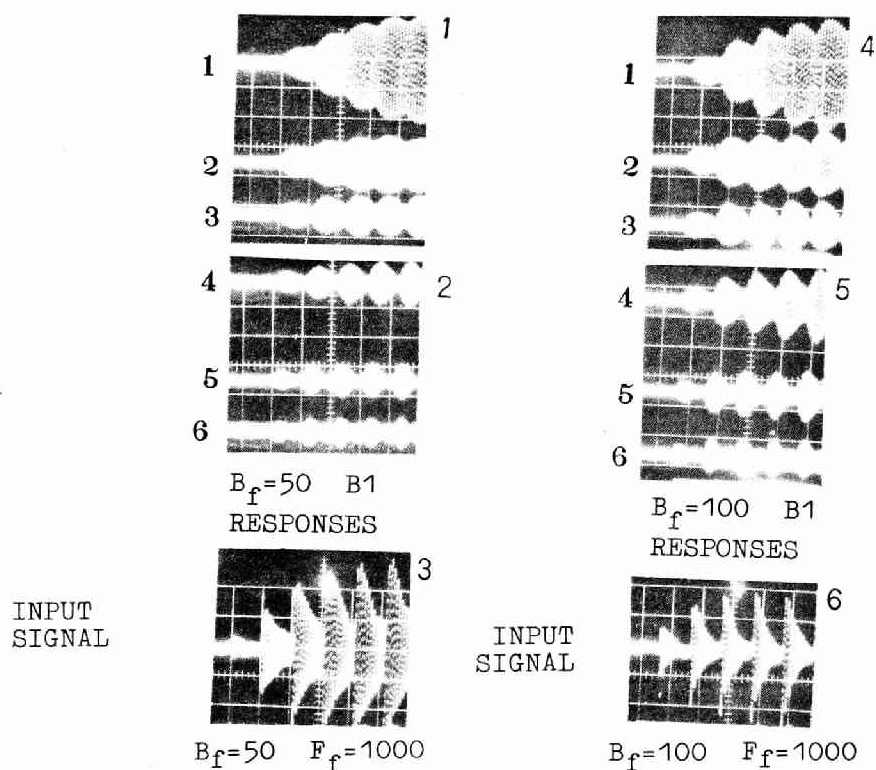 1
1
2
3
4
2
5
6
B_f=50 B1
RESPONSES
3
INPUT
SIGNAL
B_f=50 F_f=1000
4
1
2
3
5
4
5
6
B_f=100 B1
RESPONSES
6
INPUT
SIGNAL
B_f=100 F_f=1000